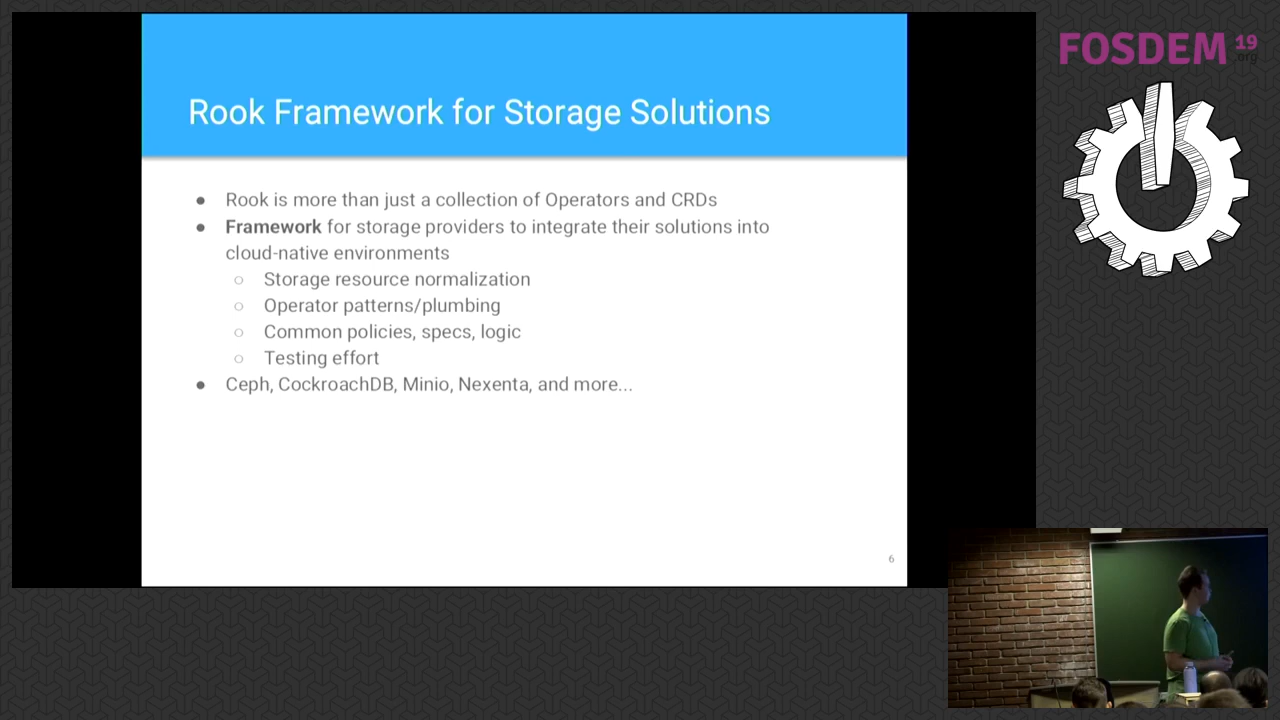 Rook Framework for Storage Solutions
● Rook is more than just a collection of Operators and CRDs
● Framework for storage providers to integrate their solutions into
cloud-native environments
○ Storage resource normalization
○ Operator patterns/plumbing
○ Common policies, specs, logic
○ Testing effort
● Ceph, CockroachDB, Minio, Nexenta, and more...
6
FOSDEM 19
.org